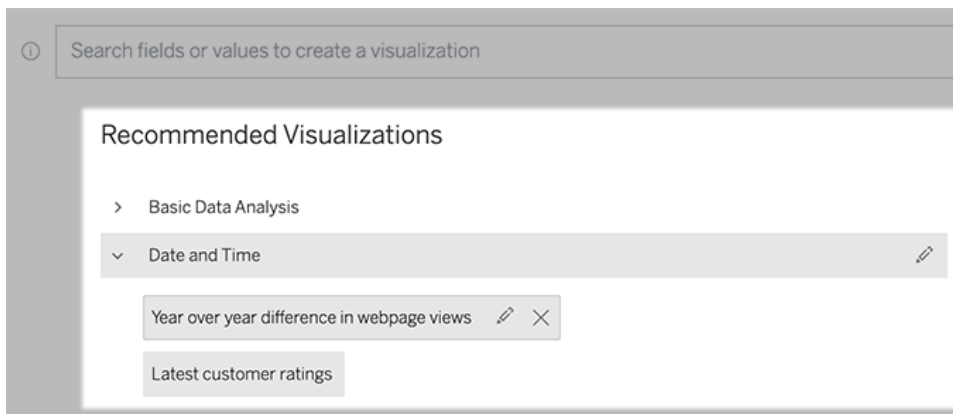 Search fields or values to create a visualization
Recommended Visualizations
Basic Data Analysis
Date and Time
Year over year difference in webpage views
Latest customer ratings